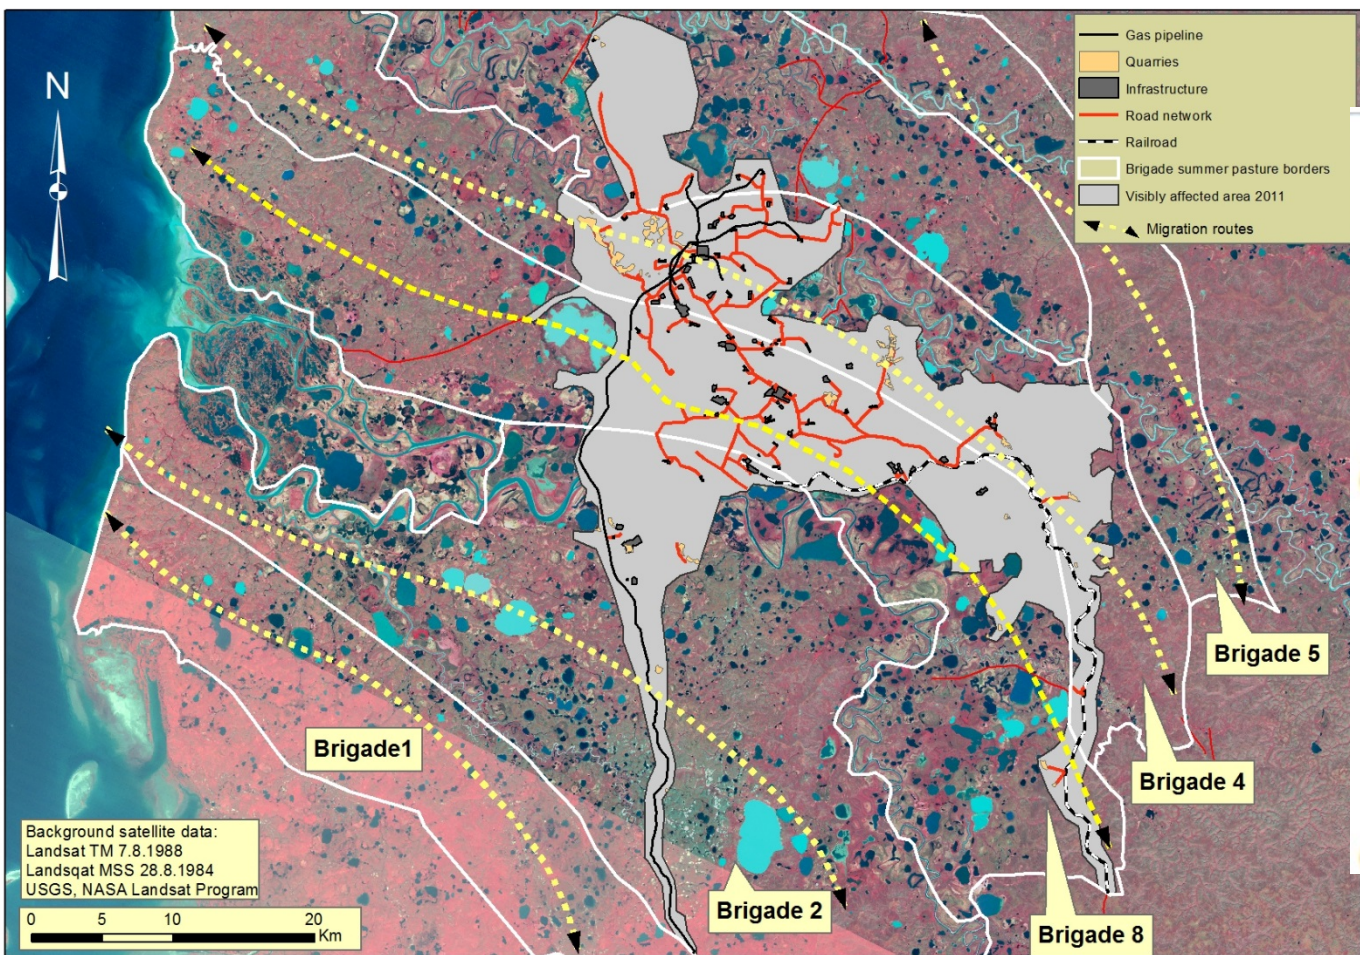 N
Gas pipeline
Quarries
Infrastructure
Road network
Railroad
Brigade summer pasture borders
Visibly affected area 2011
Migration routes
Brigade 5
Brigade1
Brigade 4
Brigade 2
Brigade 8
Background satellite data:
Landsat TM 7.8.1988
Landsqat MSS 28.8.1984
USGS, NASA Landsat Program
0 5 10 20
Km